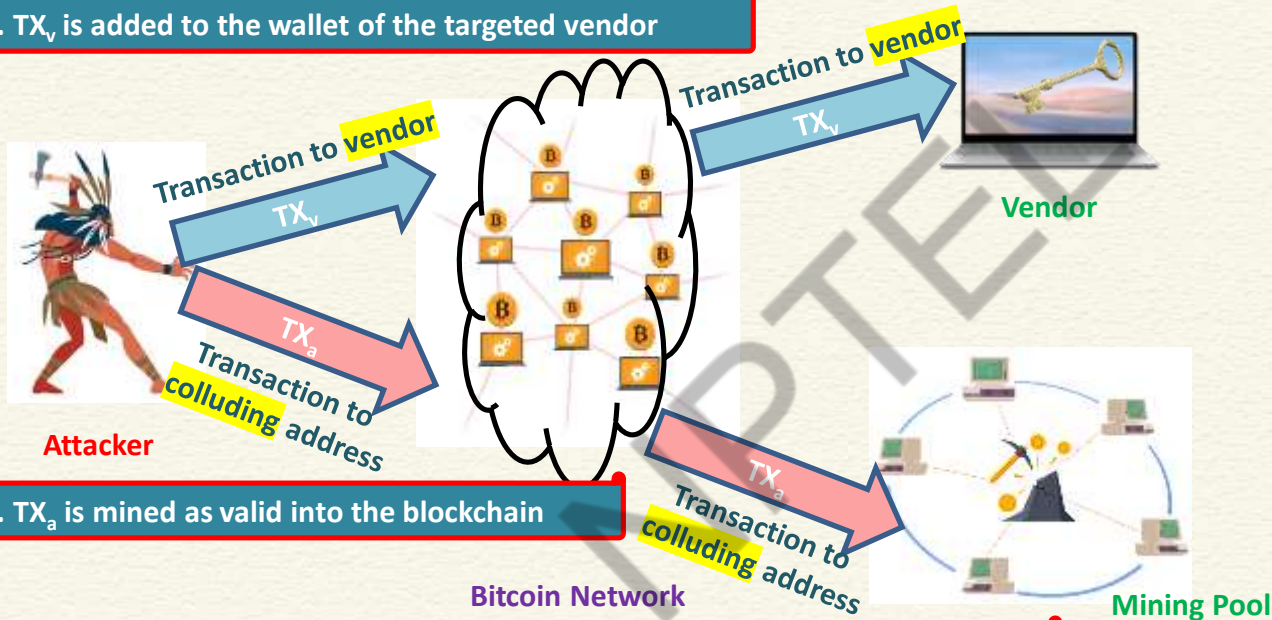 . TXᵥ is added to the wallet of the targeted vendor
Transaction to vendor
TXᵥ
Transaction to vendor
TXᵥ
Vendor
TXₐ
Transaction to
colluding address
Attacker
. TXₐ is mined as valid into the blockchain
TXₐ
Transaction to
colluding address
Bitcoin Network
Mining Pool
NPTEL